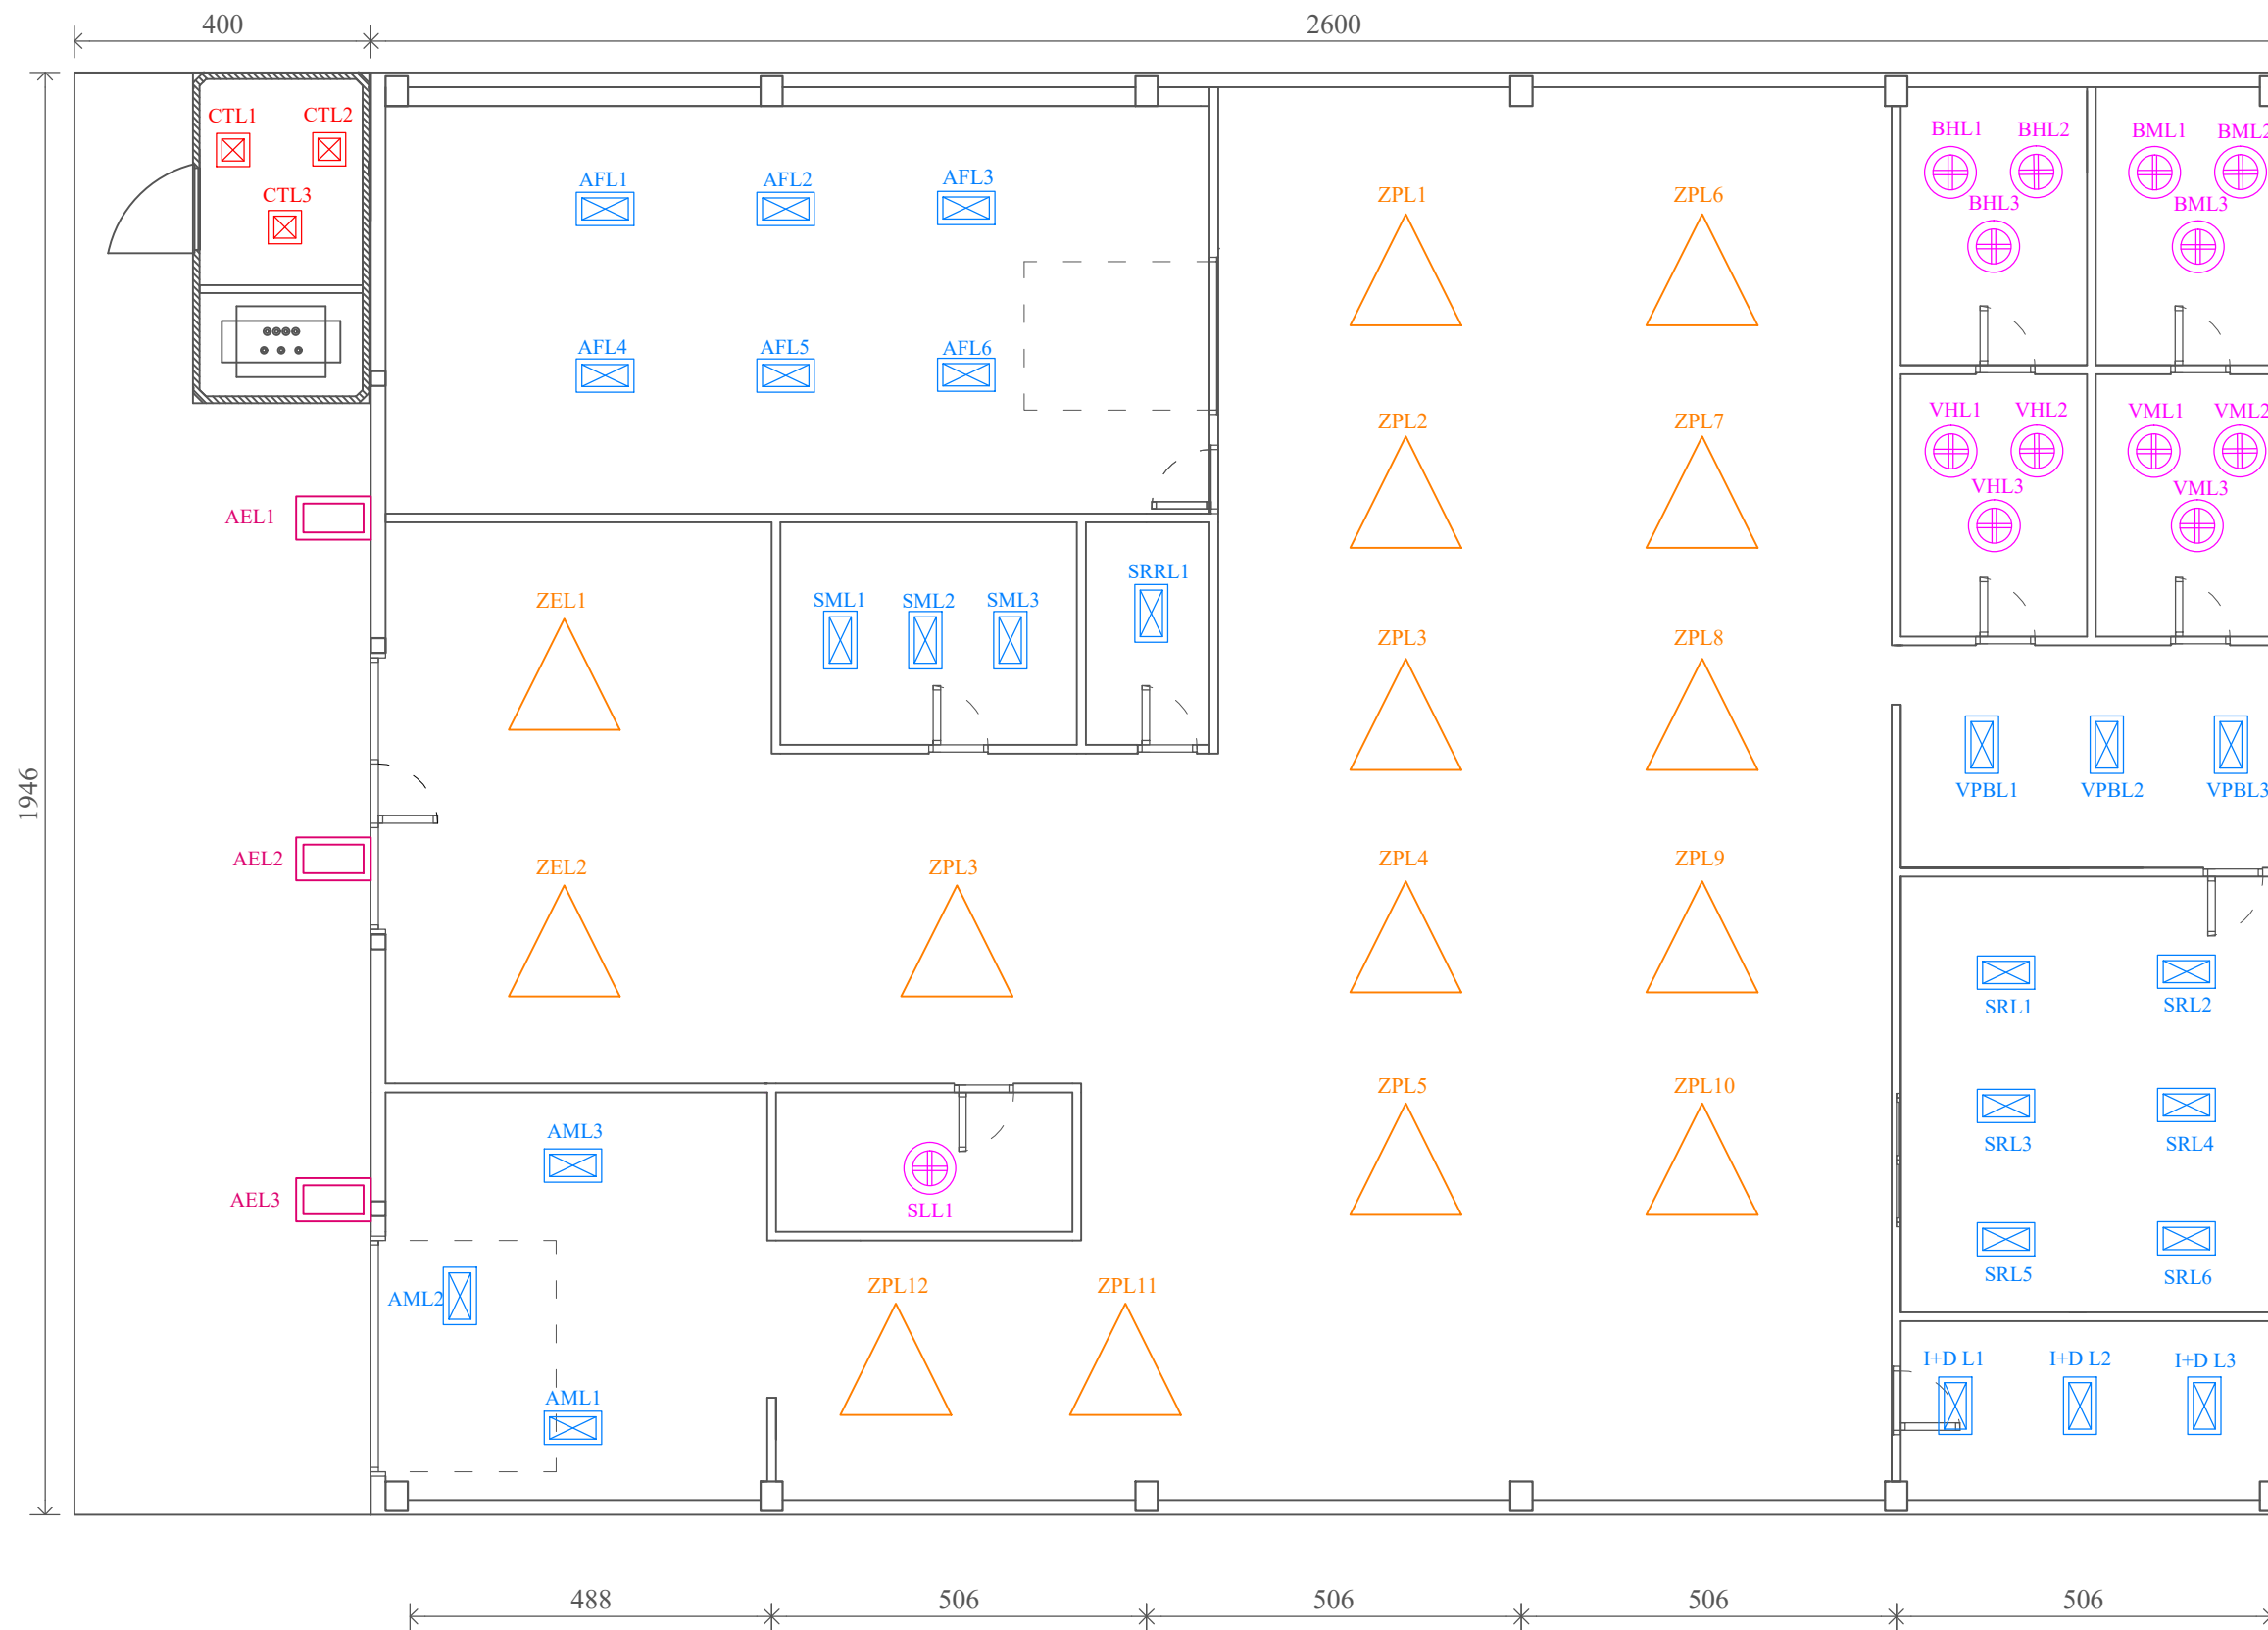 400
2600
CTL1
CTL2
CTL3
AFL1
AFL2
AFL3
ZPL1
ZPL6
BHL1
BHL2
BML1
BML2
BHL3
BML3
AFL4
AFL5
AFL6
ZPL2
ZPL7
VHL1
VHL2
VML1
VML2
VHL3
VML3
AEL1
ZEL1
SML1
SML2
SML3
SRRL1
ZPL3
ZPL8
1946
VPBL1
VPBL2
VPBL3
AEL2
ZEL2
ZPL3
ZPL4
ZPL9
SRL1
SRL2
ZPL5
ZPL10
AML3
SRL3
SRL4
AEL3
SLL1
AML2
ZPL12
ZPL11
SRL5
SRL6
I+D L1
I+D L2
I+D L3
AML1
488
506
506
506
506